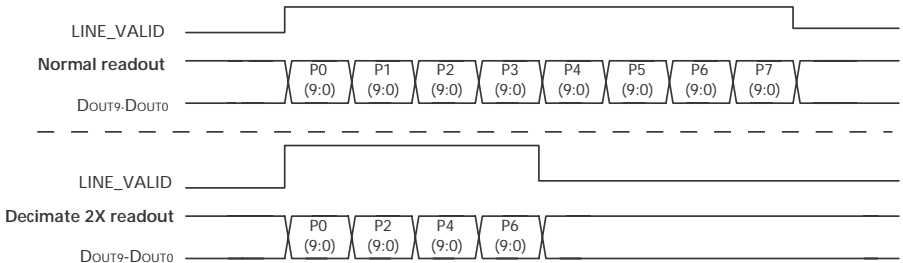 LINE_VALID
Normal readout
P0 P1 P2 P3 P4 P5 P6 P7
(9:0) (9:0) (9:0) (9:0) (9:0) (9:0) (9:0) (9:0)
DOUT9-DOUT0
LINE_VALID
Decimate 2X readout
P0 P2 P4 P6
(9:0) (9:0) (9:0) (9:0)
DOUT9-DOUT0